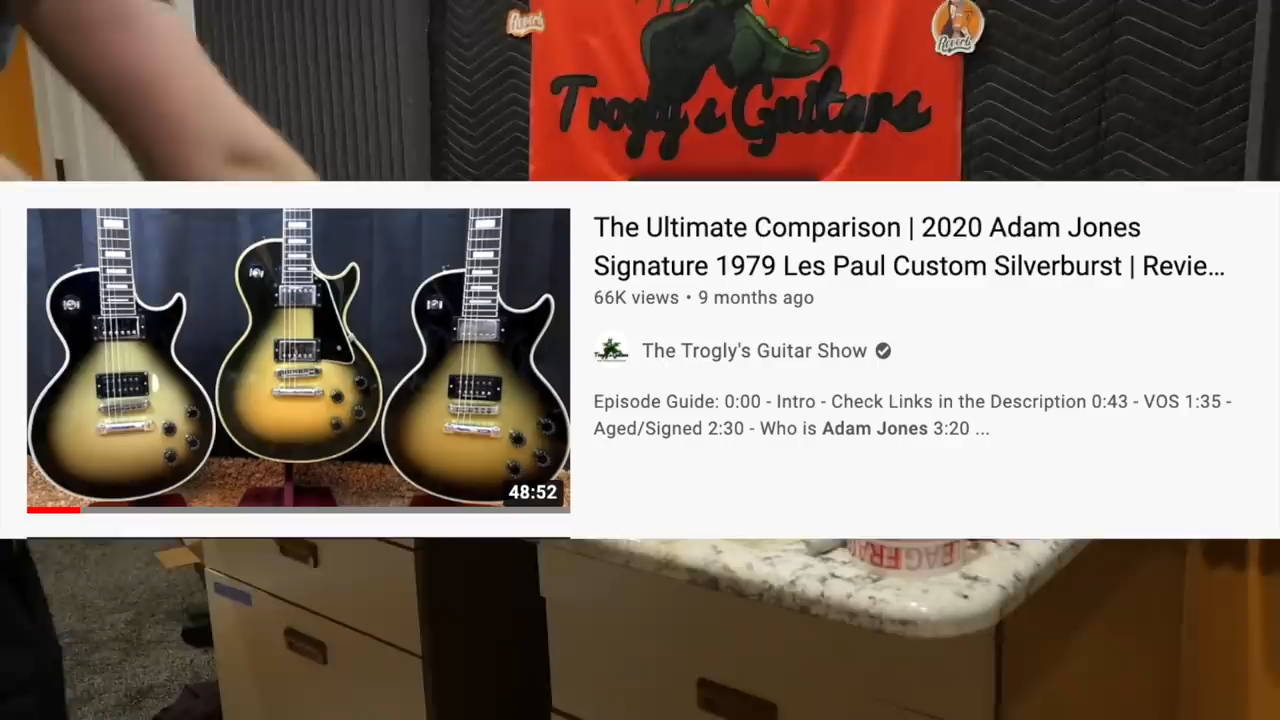 Reverb
Reverb
Trogly's Guitars
The Ultimate Comparison | 2020 Adam Jones
Signature 1979 Les Paul Custom Silverburst | Revie...
66K views • 9 months ago
The Trogly's Guitar Show
Episode Guide: 0:00 - Intro - Check Links in the Description 0:43 - VOS 1:35 -
Aged/Signed 2:30 - Who is Adam Jones 3:20 ...
48:52